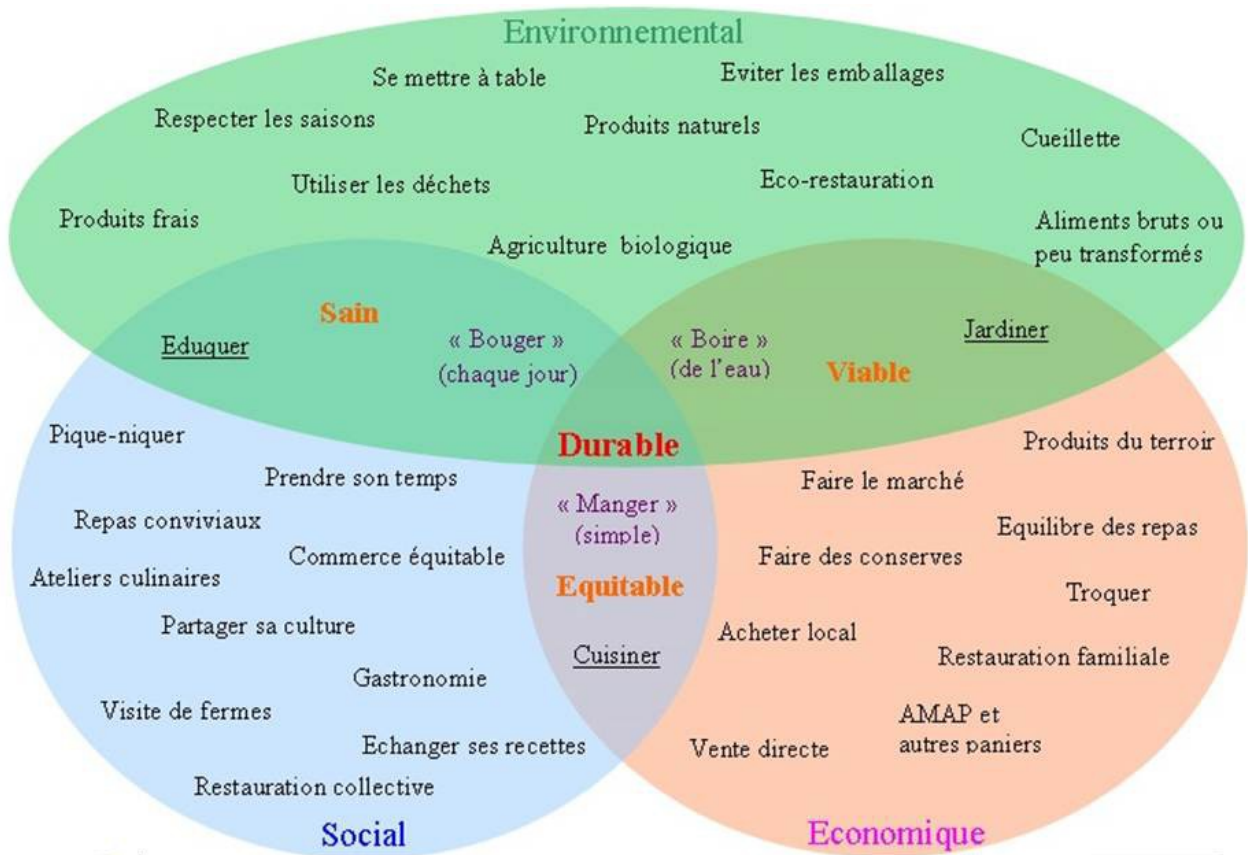 Environnemental
Se mettre à table
Eviter les emballages
Respecter les saisons
Produits naturels
Cueillette
Utiliser les déchets
Eco-restauration
Produits frais
Aliments bruts ou
peu transformés
Agriculture biologique
Sain
Eduquer
« Bouger »
(chaque jour)
« Boire »
(de l'eau)
Jardiner
Viable
Pique-niquer
Durable
Produits du terroir
Prendre son temps
Faire le marché
« Manger »
(simple)
Repas conviviaux
Equilibre des repas
Commerce équitable
Faire des conserves
Ateliers culinaires
Equitable
Troquer
Partager sa culture
Acheter local
Cuisiner
Restauration familiale
Gastronomie
Visite de fermes
AMAP et
autres paniers
Echanger ses recettes
Vente directe
Restauration collective
Social
Economique